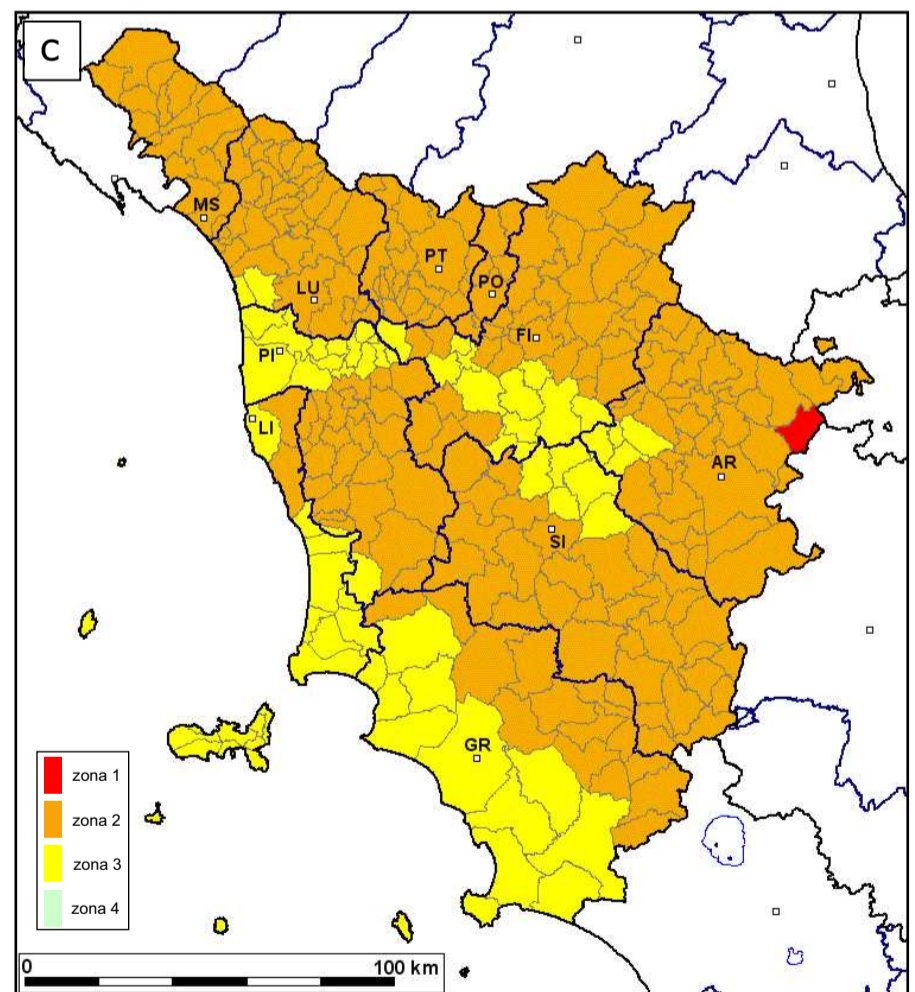 C
MS
LU
PT
PO
FI
PI
LI
AR
SI
GR
zona 1
zona 2
zona 3
zona 4
0 100 km